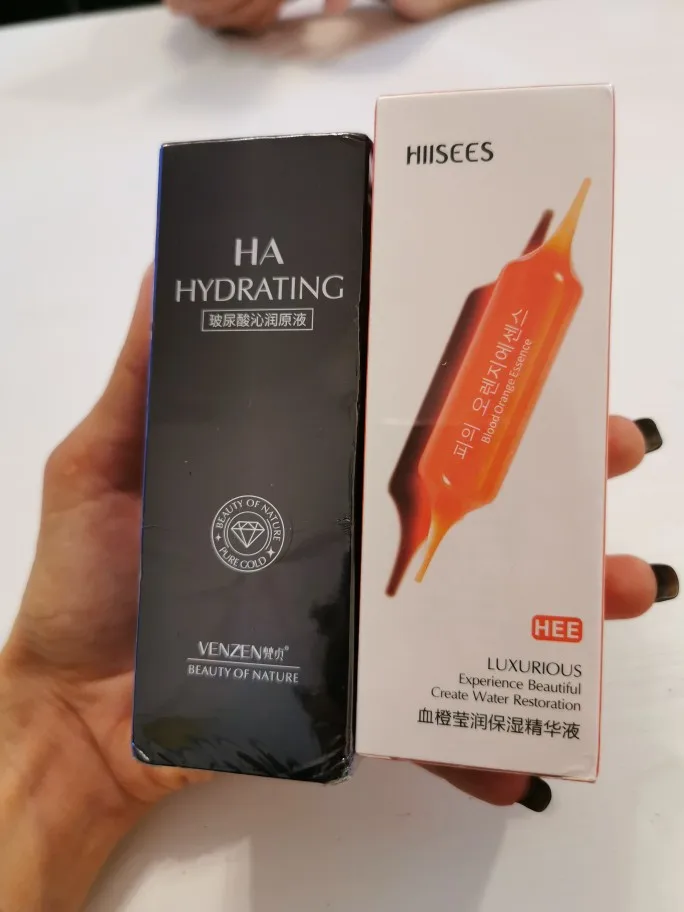 HA
HYDRATING
玻尿酸沁润原液
BEAUTY OF NATURE
PURE COLD
VENZEN梵贞®
BEAUTY OF NATURE
HIISEES
피의 오렌지에센스
Blood Orange Essence
HEE
LUXURIOUS
Experience Beautiful
Create Water Restoration
血橙莹润保湿精华液